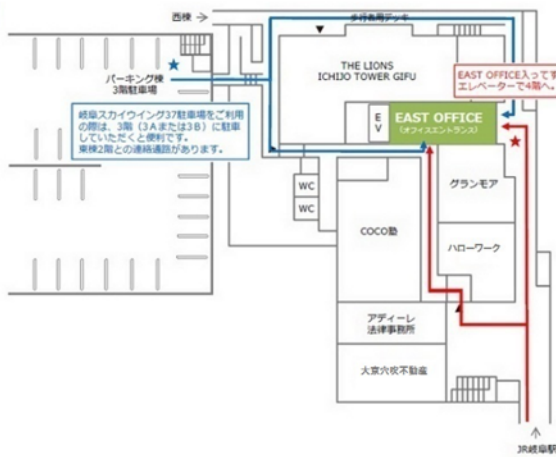 西棟
歩行者用デッキ
パーキング棟
3階駐車場
THE LIONS
ICHIJO TOWER GIFU
EAST OFFICE入ってす
エレベーターで4階へ。
岐阜スカイウイング37駐車場をご利用
の際は、3階（3Aまたは3B）に駐車
していただくと便利です。
東棟2階との連絡通路があります。
EV
EAST OFFICE
（オフィスエントランス）
WC
WC
グランモア
COCO塾
ハローワーク
アディーレ
法律事務所
大京穴吹不動産
JR岐阜駅